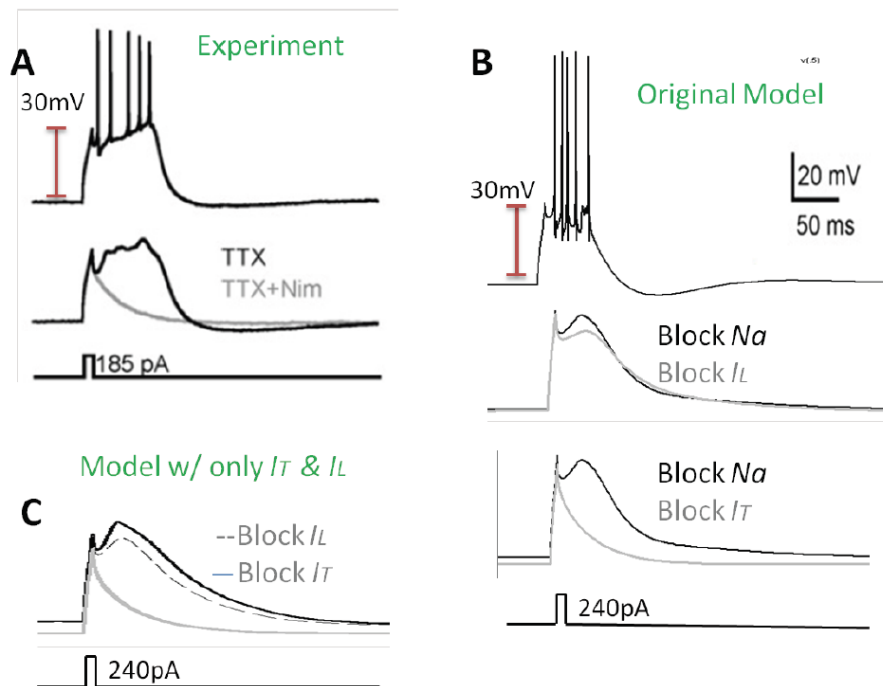 A
Experiment
30mV
TTX
TTX+Nim
185 pA
B
v(.5)
Original Model
30mV
20 mV
50 ms
Block Na
Block IL
Block Na
Block IT
240pA
Model w/ only IT & IL
C
--Block IL
—Block IT
240pA